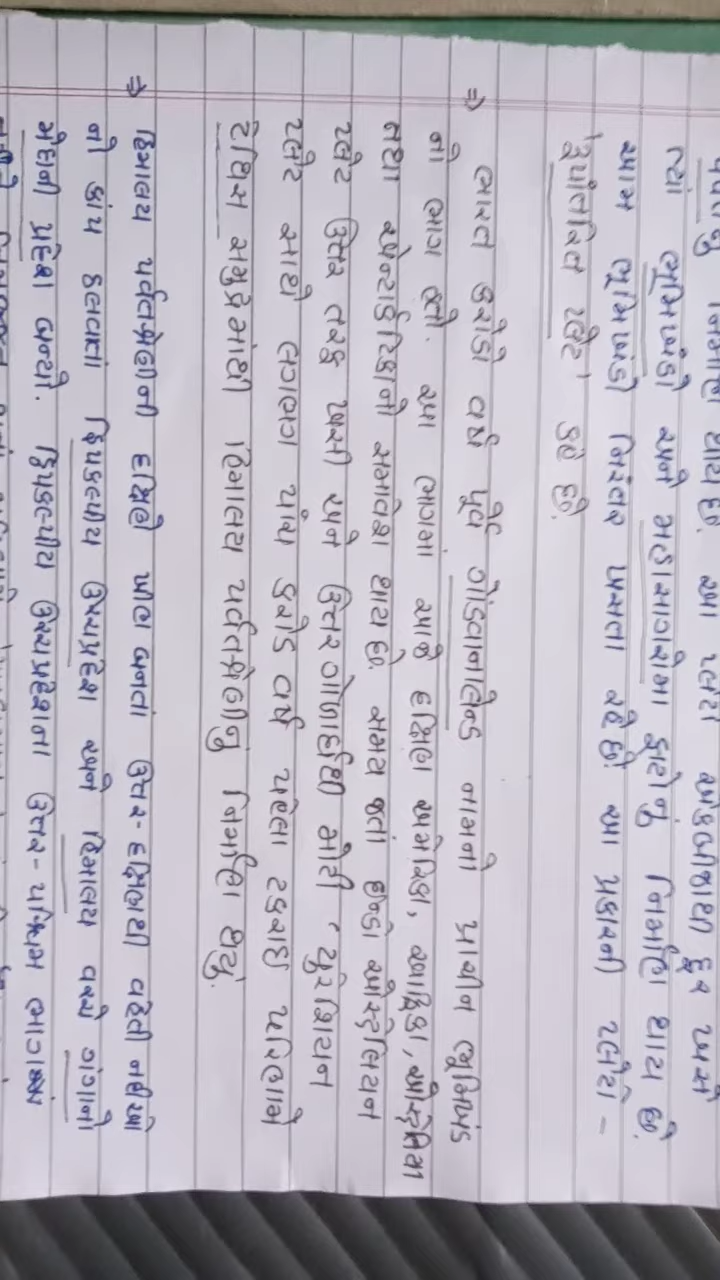 નિર્માણ થાય છે. આ પ્લેટો એકબીજાથી દૂર ખસે
ત્યાં ભૂમિખંડો અને મહાસાગરોમા ફાટોનું નિર્માણ થાય છે.
આમ ભૂમિખંડો નિરંતર ખસતા રહે છે. આ પ્રકારની પ્લેટો -
'રૂપાંતરિત પ્લેટ' કહે છે.
⇒ ભારત કરોડો વર્ષ પૂર્વ ગોંડવાનાલેન્ડ નામનો પ્રાચીન ભૂમિખંડ
નો ભાગ હતો. આ ભાગમા આજે દક્ષિણ અમેરિકા, આફ્રિકા, ઓસ્ટ્રેલિયા
તથા એન્ટાર્કટિકાનો સમાવેશ થાય છે. સમય જતાં ઇન્ડો ઓસ્ટ્રેલિયન
પ્લેટ ઉત્તર તરફ ખસી અને ઉત્તર ગોળાર્ધથી મોટી 'યુરેશિયન
પ્લેટ સાથે લગભગ પાંચ કરોડ વર્ષ પહેલા ટકરાઇ પરિણામે
ટેથિસ સમુદ્રમાંથી હિમાલય પર્વતશ્રેણીનું નિર્માણ થયું.
⇒ હિમાલય પર્વતશ્રેણીની દક્ષિણે ખીણ બનતાં ઉત્તર-દક્ષિણથી વહેતી નદીઓ
નો કાંપ ઠલવાતાં દ્વિપકલ્પીય ઉચ્ચપ્રદેશ અને હિમાલય વચ્ચે ગંગાનો
મેદાની પ્રદેશ બન્યો. દ્વિપકલ્પીય ઉચ્ચપ્રદેશના ઉત્તર-પશ્ચિમ ભાગમાં